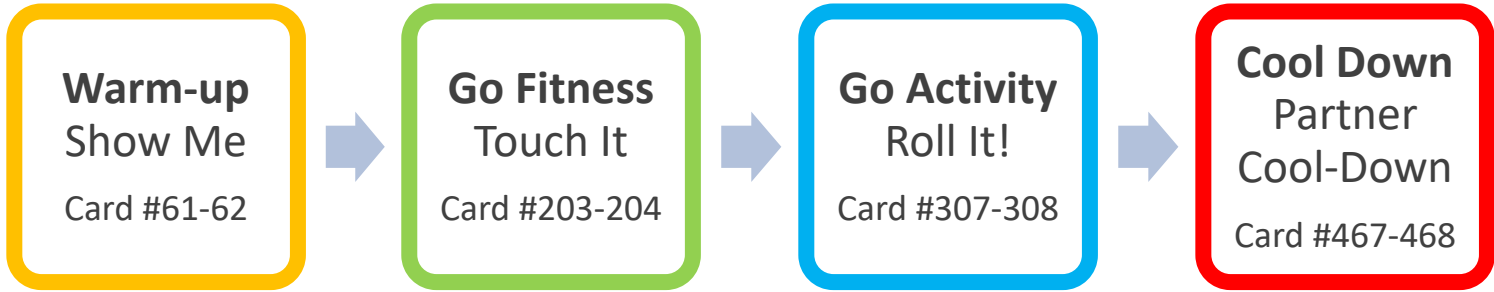 Warm-up
Show Me
Card #61-62
Go Fitness
Touch It
Card #203-204
Go Activity
Roll It!
Card #307-308
Cool Down
Partner
Cool-Down
Card #467-468